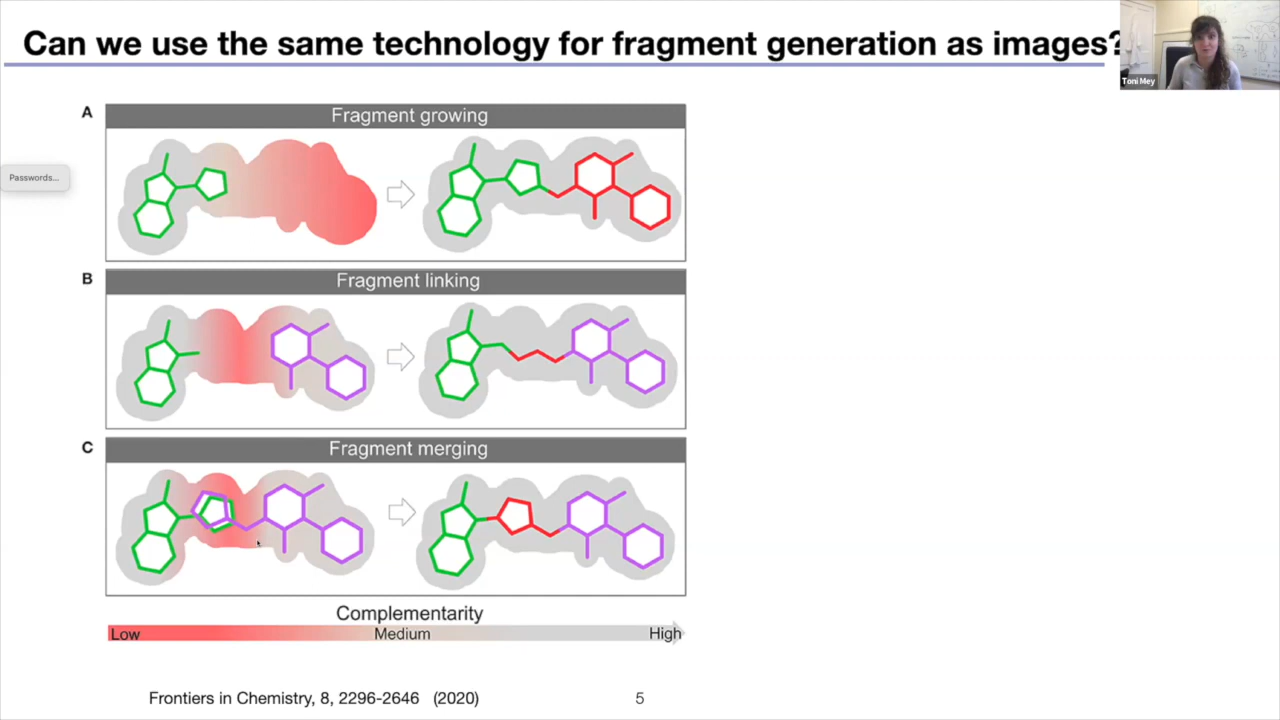 Can we use the same technology for fragment generation as images?
Toni Mey
A
Fragment growing
Passwords...
B
Fragment linking
C
Fragment merging
Complementarity
Low
Medium
High
Frontiers in Chemistry, 8, 2296-2646 (2020)
5